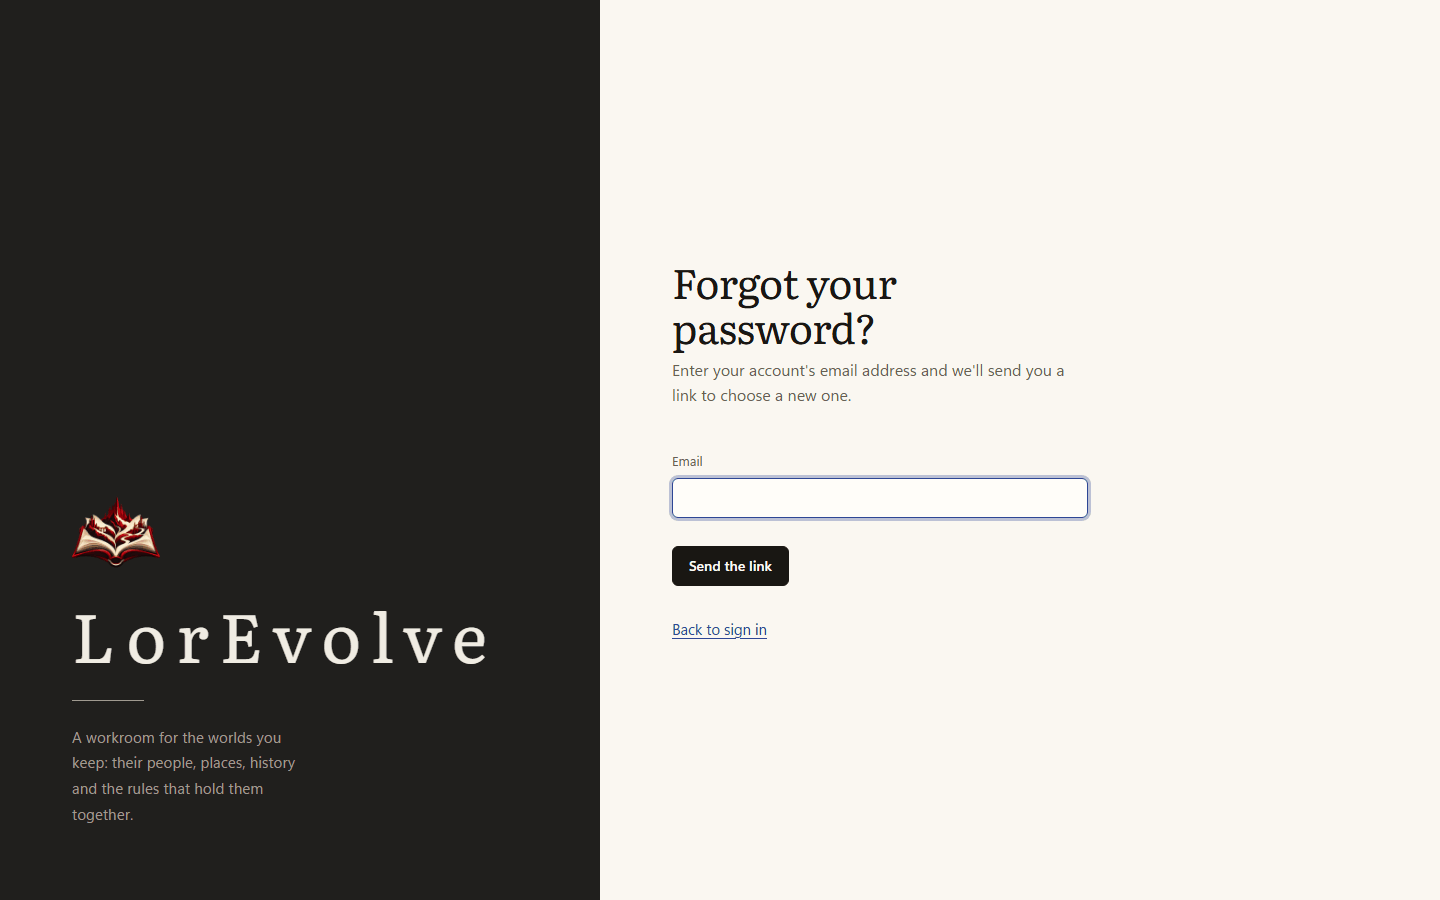 LorEvolve
A workroom for the worlds you
keep: their people, places, history
and the rules that hold them
together.
Forgot your
password?
Enter your account's email address and we'll send you a
link to choose a new one.
Email
Send the link
Back to sign in